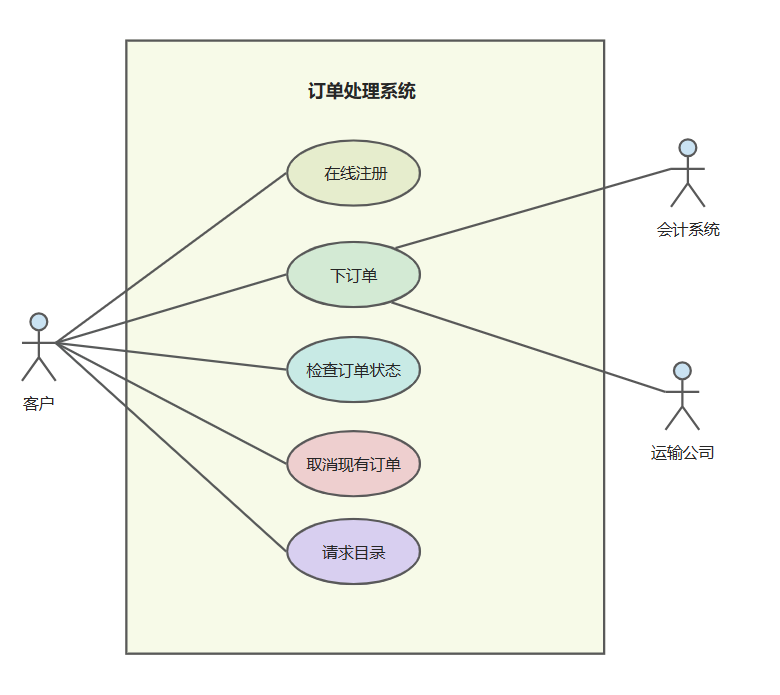 订单处理系统
在线注册
会计系统
下订单
客户
检查订单状态
运输公司
取消现有订单
请求目录